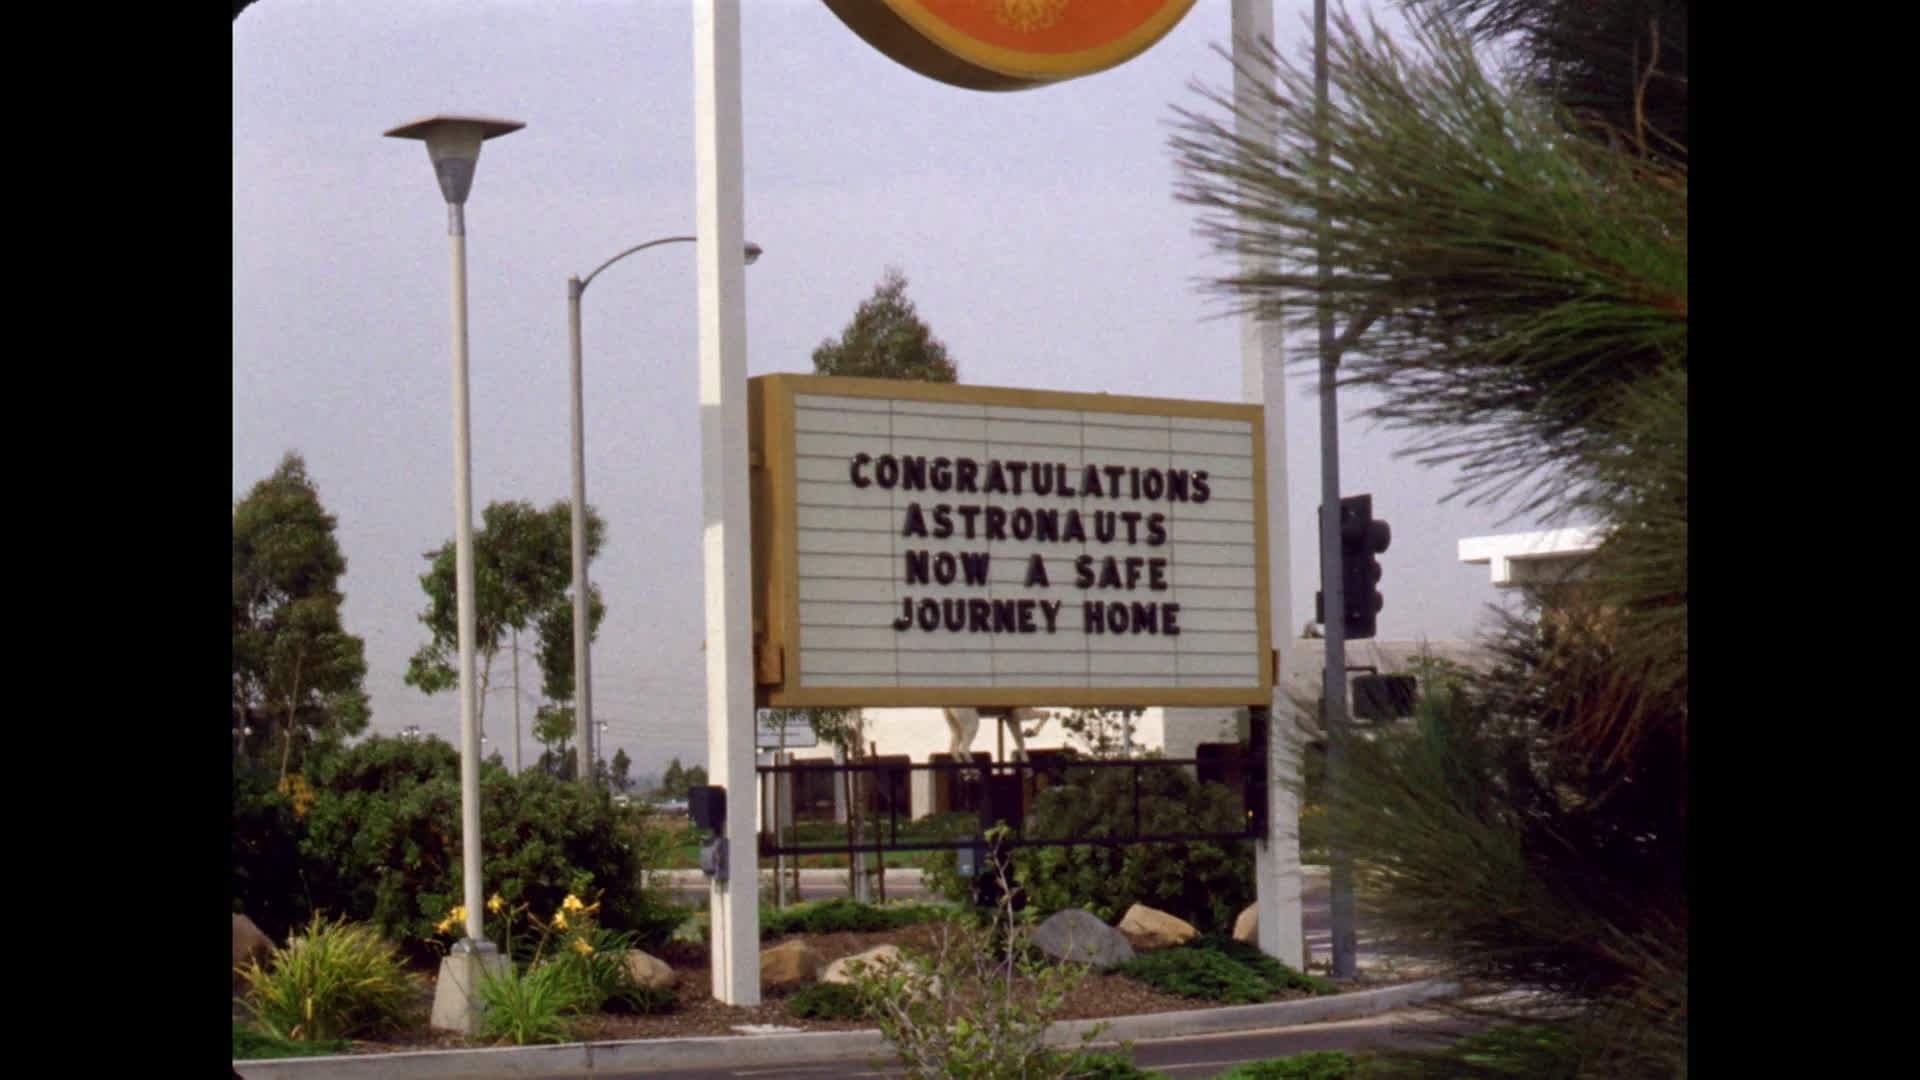 CONGRATULATIONS
ASTRONAUTS
NOW A SAFE
JOURNEY HOME